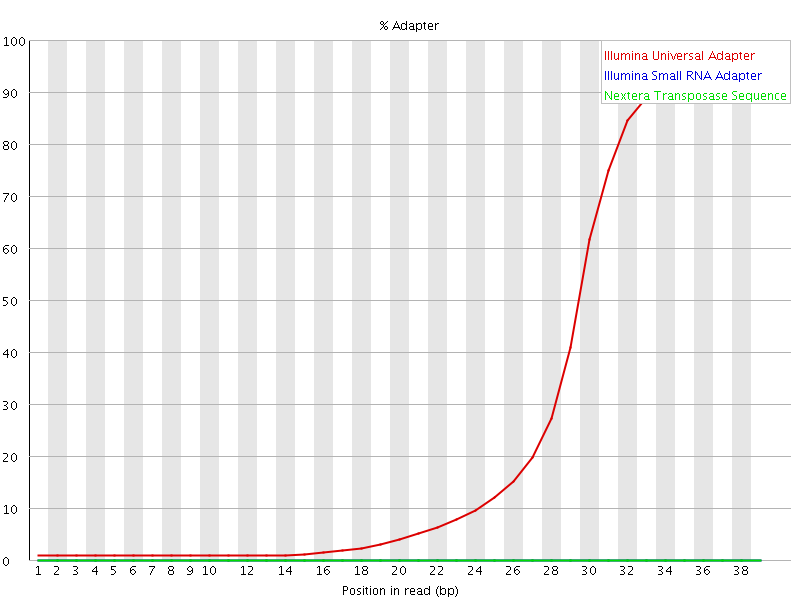 % Adapter
100
90
80
70
60
50
40
30
20
10
0
Illumina Universal Adapter
Illumina Small RNA Adapter
Nextera Transposase Sequence
1 2 3 4 5 6 7 8 9 10 12 14 16 18 20 22 24 26 28 30 32 34 36 38
Position in read (bp)